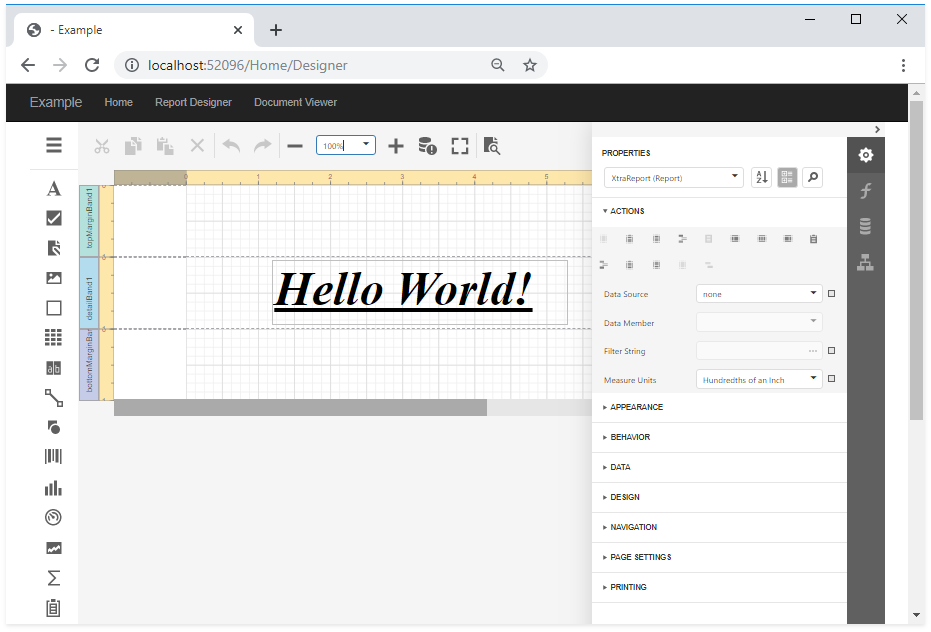 - Example
localhost:52096/Home/Designer
Example Home Report Designer Document Viewer
100%
PROPERTIES
XtraReport (Report)
ACTIONS
Data Source none
Data Member
Filter String
Measure Units Hundredths of an Inch
APPEARANCE
BEHAVIOR
DATA
DESIGN
NAVIGATION
PAGE SETTINGS
PRINTING
0 1 2 3 4 5
topMarginBand1
detailBand1
bottomMarginBa
Hello World!
A
ab